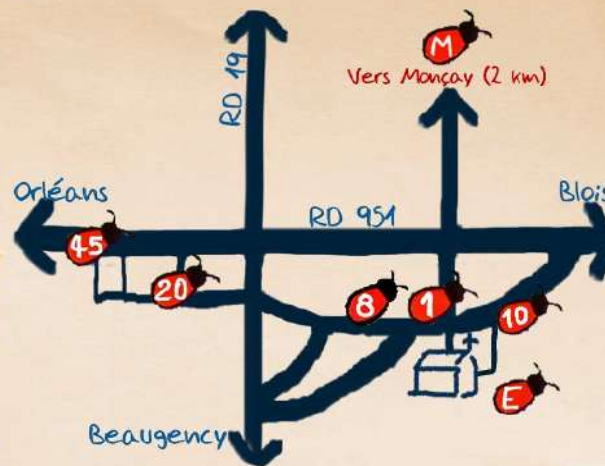 M
RD 19
Vers Monçay (2 km)
Orléans
Blois
RD 951
45
20
8
1
10
E
Beaugency